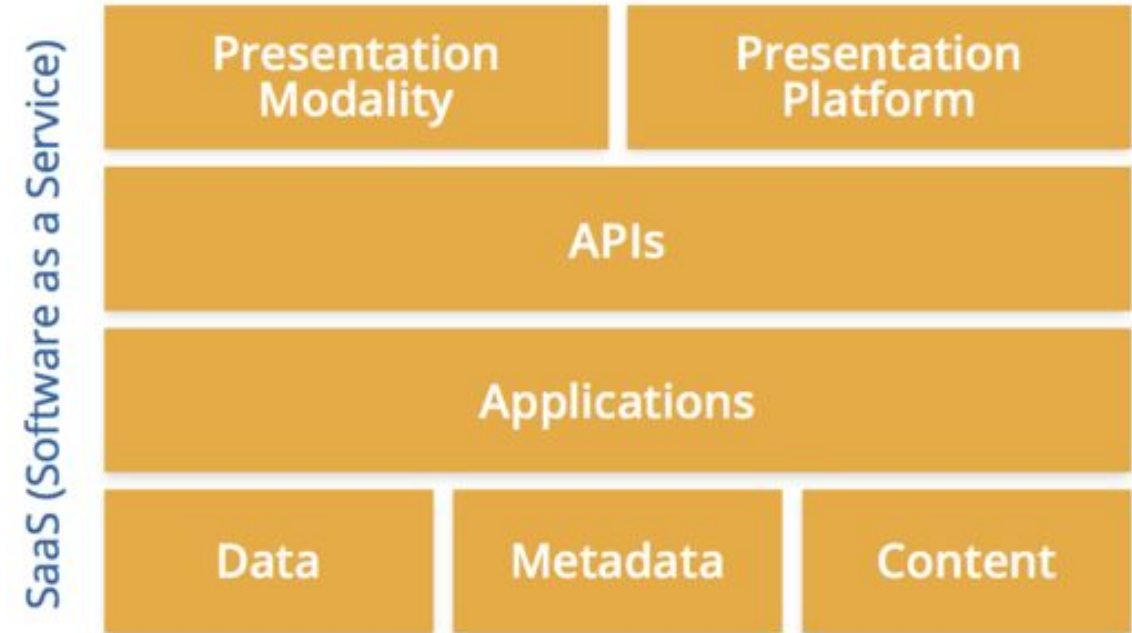 SaaS (Software as a Service)
Presentation
Modality
Presentation
Platform
APIs
Applications
Data
Metadata
Content